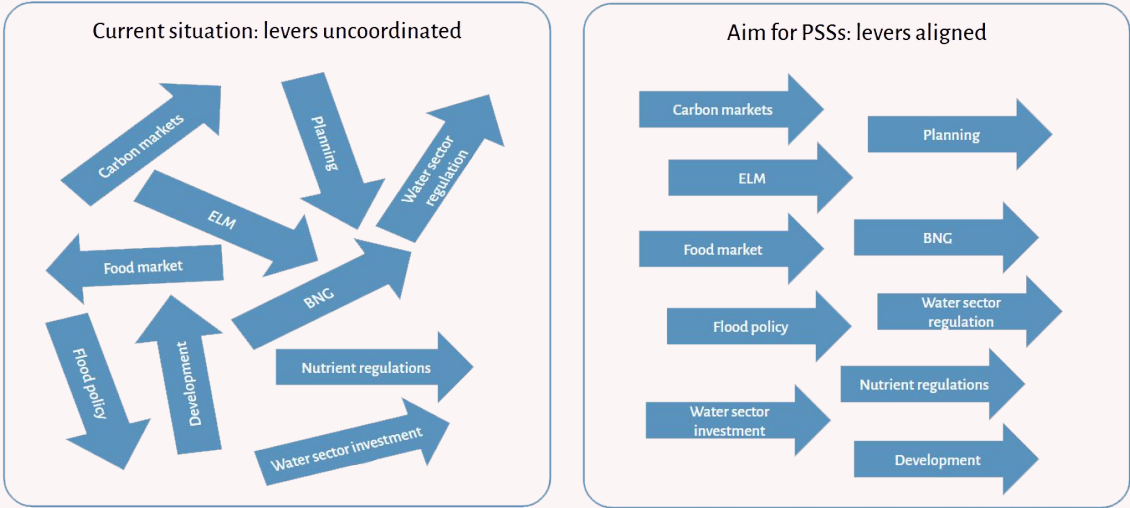 Current situation: levers uncoordinated
Carbon markets
Planning
Water sector
regulation
ELM
Food market
BNG
Flood policy
Development
Nutrient regulations
Water sector investment
Aim for PSSs: levers aligned
Carbon markets
Planning
ELM
BNG
Food market
Water sector
regulation
Flood policy
Nutrient regulations
Water sector
investment
Development